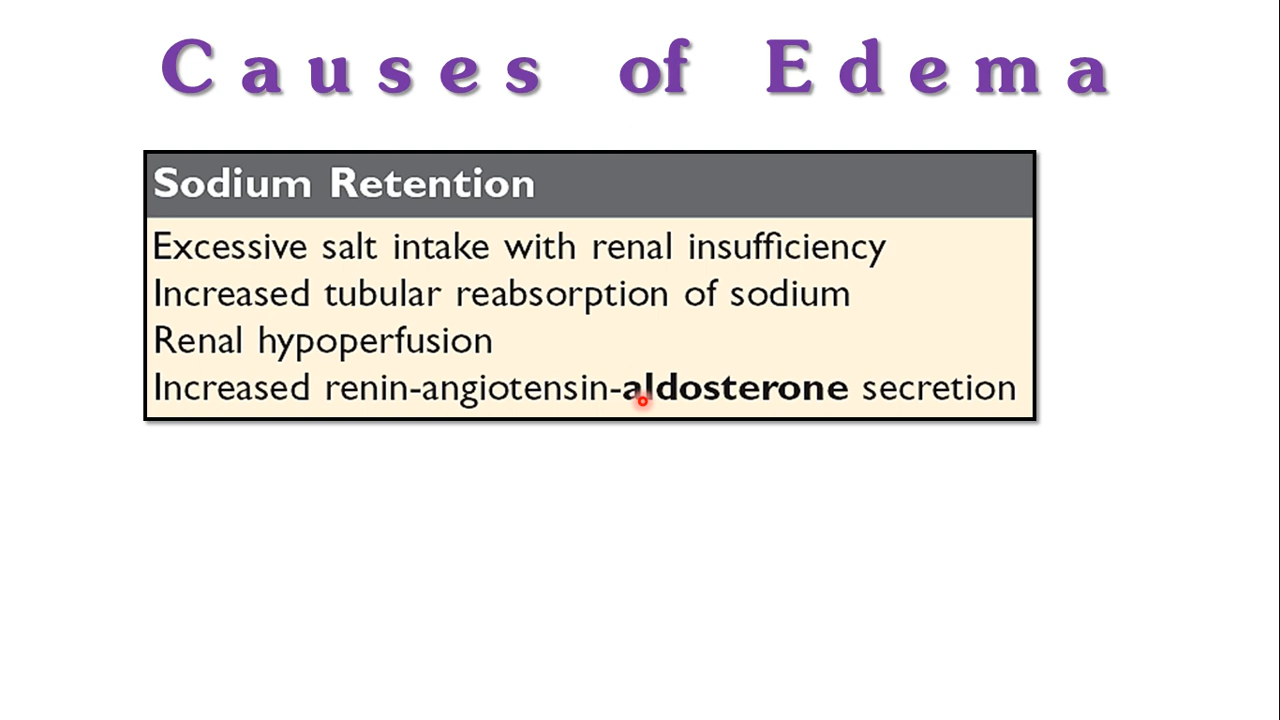 Causes of Edema
Sodium Retention
Excessive salt intake with renal insufficiency
Increased tubular reabsorption of sodium
Renal hypoperfusion
Increased renin-angiotensin-aldosterone secretion